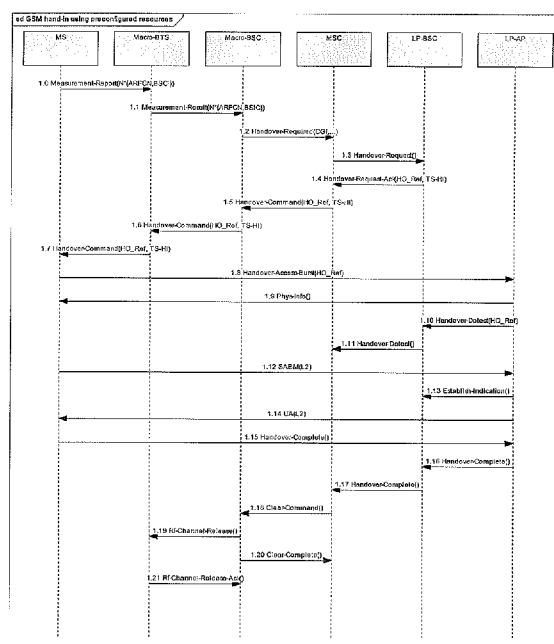 sd GSM hand-in using preconfigured resources
MS
Macro-BTS
Macro-BSC
MSC
LP-BSC
LP-AP
1.0 Measurement-Report(N*{ARFCN,BSIC})
1.1 Measurement-Result(N*{ARFCN,BSIC})
1.2 Handover-Required(CGI,...)
1.3 Handover-Request()
1.4 Handover-Request-Ack(HO_Ref, TS-HI)
1.5 Handover-Command(HO_Ref, TS-HI)
1.6 Handover-Command(HO_Ref, TS-HI)
1.7 Handover-Command(HO_Ref, TS-HI)
1.8 Handover-Access-Burst(HO_Ref)
1.9 Phys-Info()
1.10 Handover-Detect(HO_Ref)
1.11 Handover-Detect()
1.12 SABM(L2)
1.13 Establish-Indication()
1.14 UA(L2)
1.15 Handover-Complete()
1.16 Handover-Complete()
1.17 Handover-Complete()
1.18 Clear-Command()
1.19 Rf-Channel-Release()
1.20 Clear-Complete()
1.21 Rf-Channel-Release-Ack()